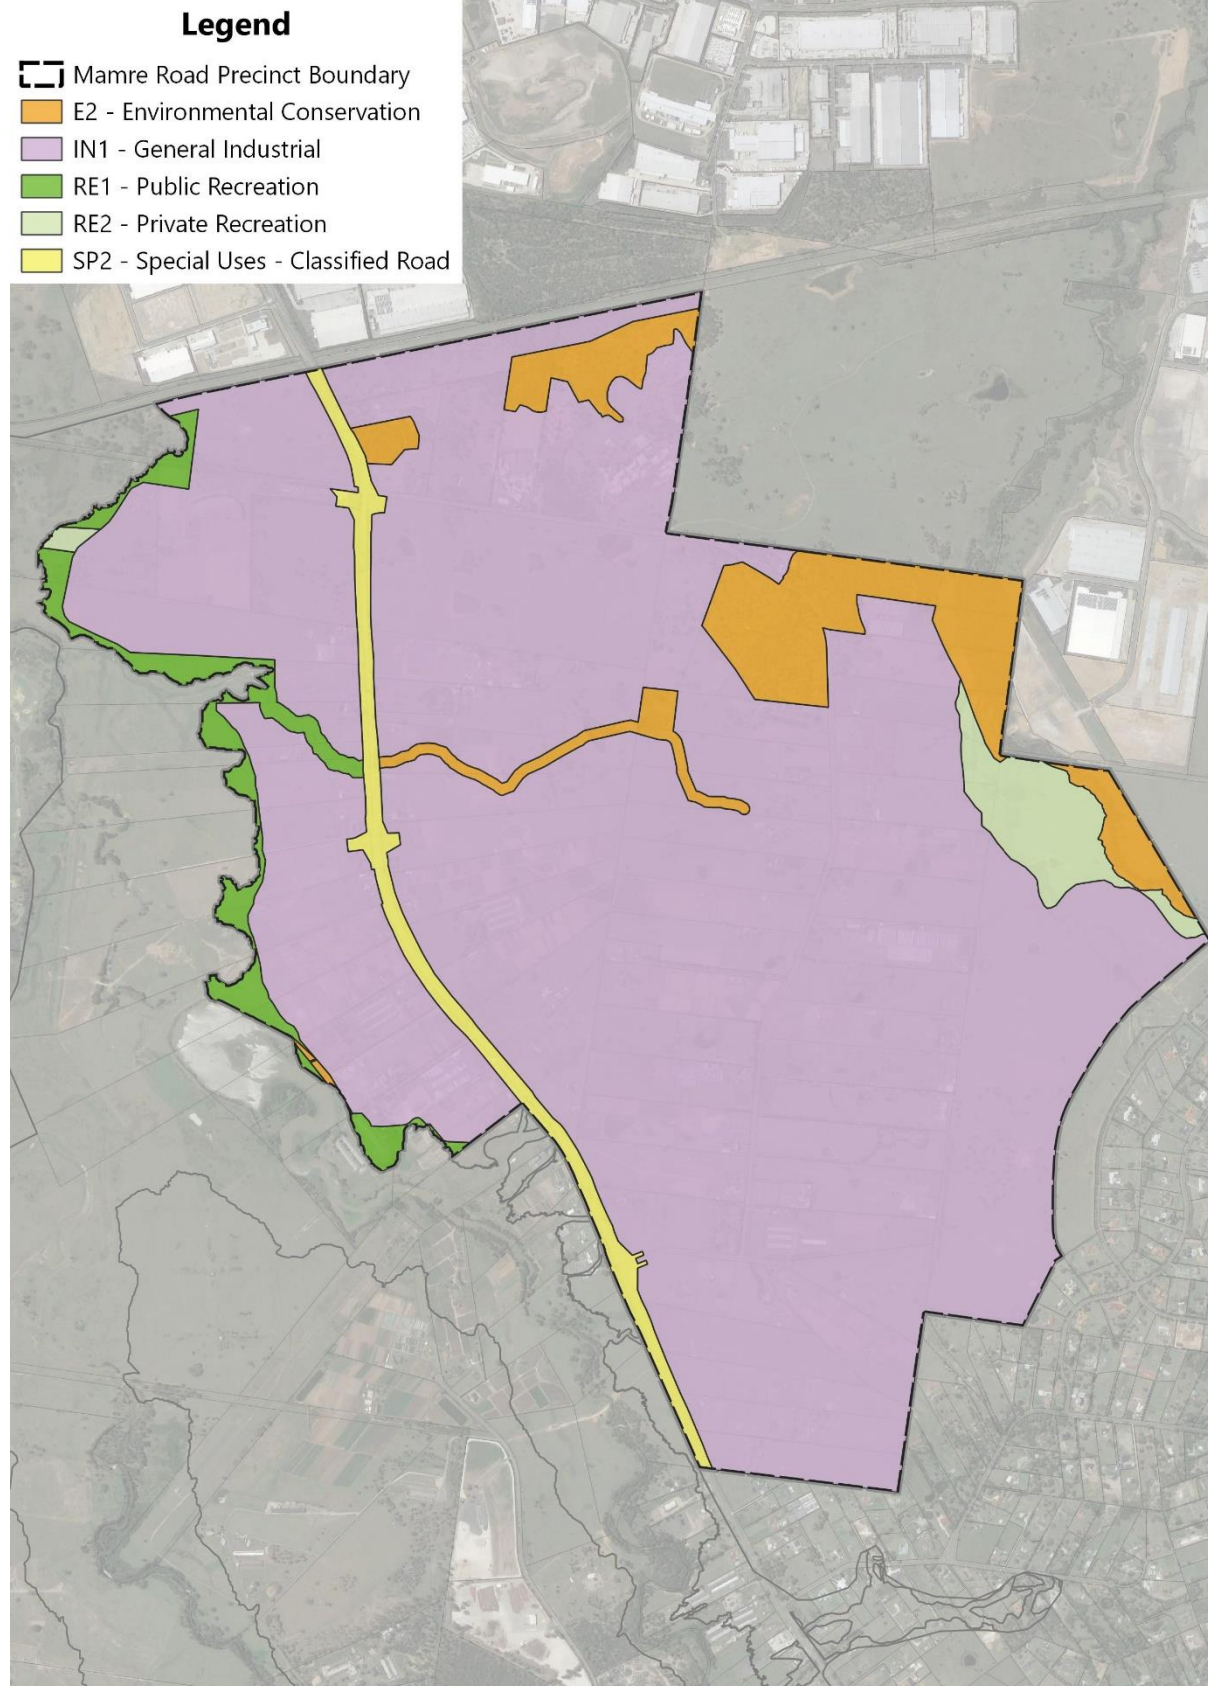 Legend
Mamre Road Precinct Boundary
E2 - Environmental Conservation
IN1 - General Industrial
RE1 - Public Recreation
RE2 - Private Recreation
SP2 - Special Uses - Classified Road